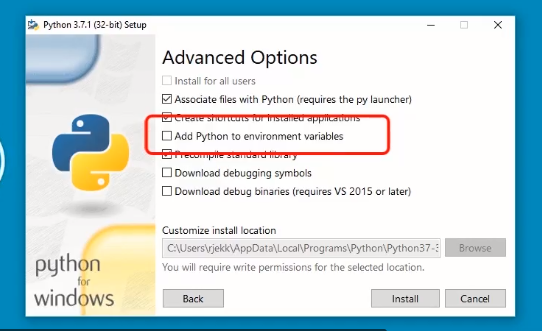 Python 3.7.1 (32-bit) Setup
Advanced Options
Install for all users
Associate files with Python (requires the py launcher)
Create shortcuts for installed applications
Add Python to environment variables
Precompile standard library
Download debugging symbols
Download debug binaries (requires VS 2015 or later)
Customize install location
C:\Users\rjekk\AppData\Local\Programs\Python\Python37-3
Browse
You will require write permissions for the selected location.
python
for
windows
Back
Install
Cancel